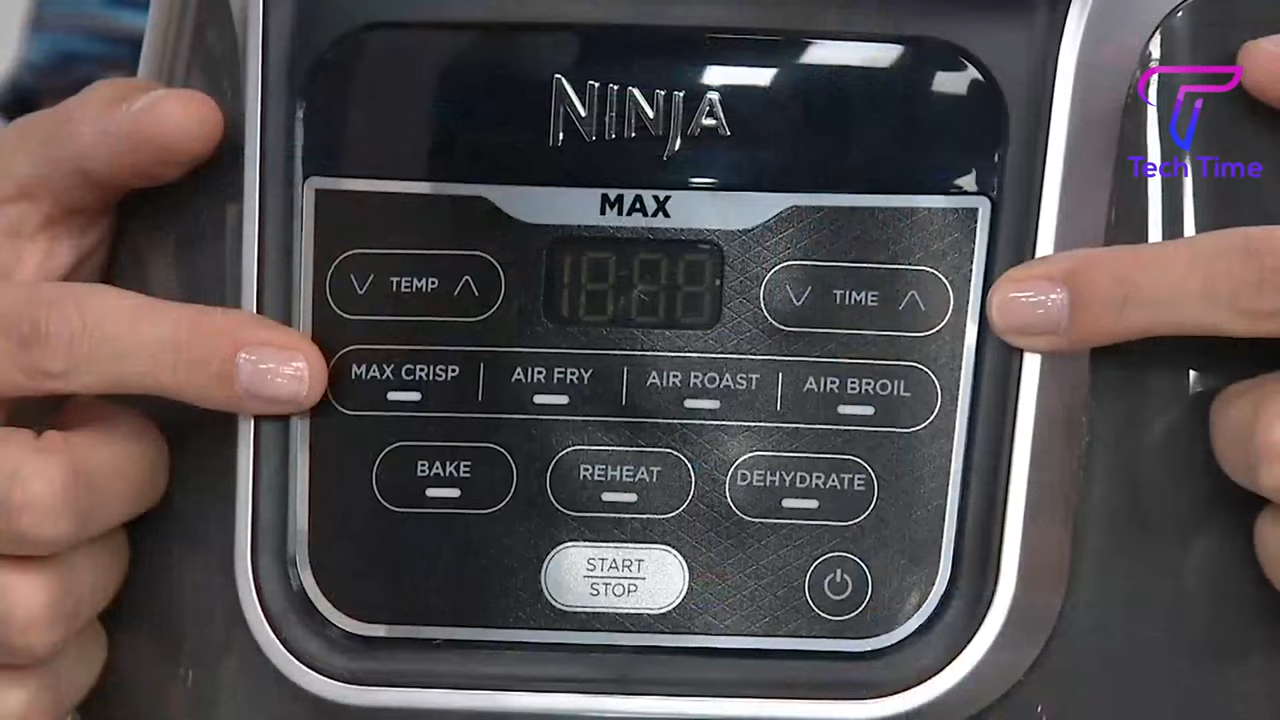 NINJA
Tech Time
MAX
TEMP
TIME
MAX CRISP
AIR FRY
AIR ROAST
AIR BROIL
BAKE
REHEAT
DEHYDRATE
START
STOP